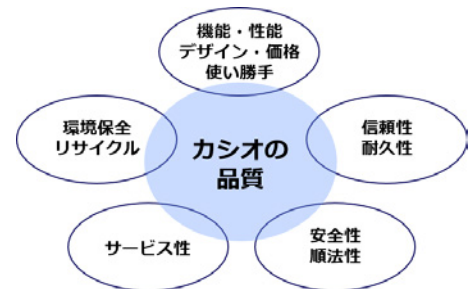 機能・性能
デザイン・価格
使い勝手
環境保全
リサイクル
カシオの
品質
信頼性
耐久性
サービス性
安全性
順法性